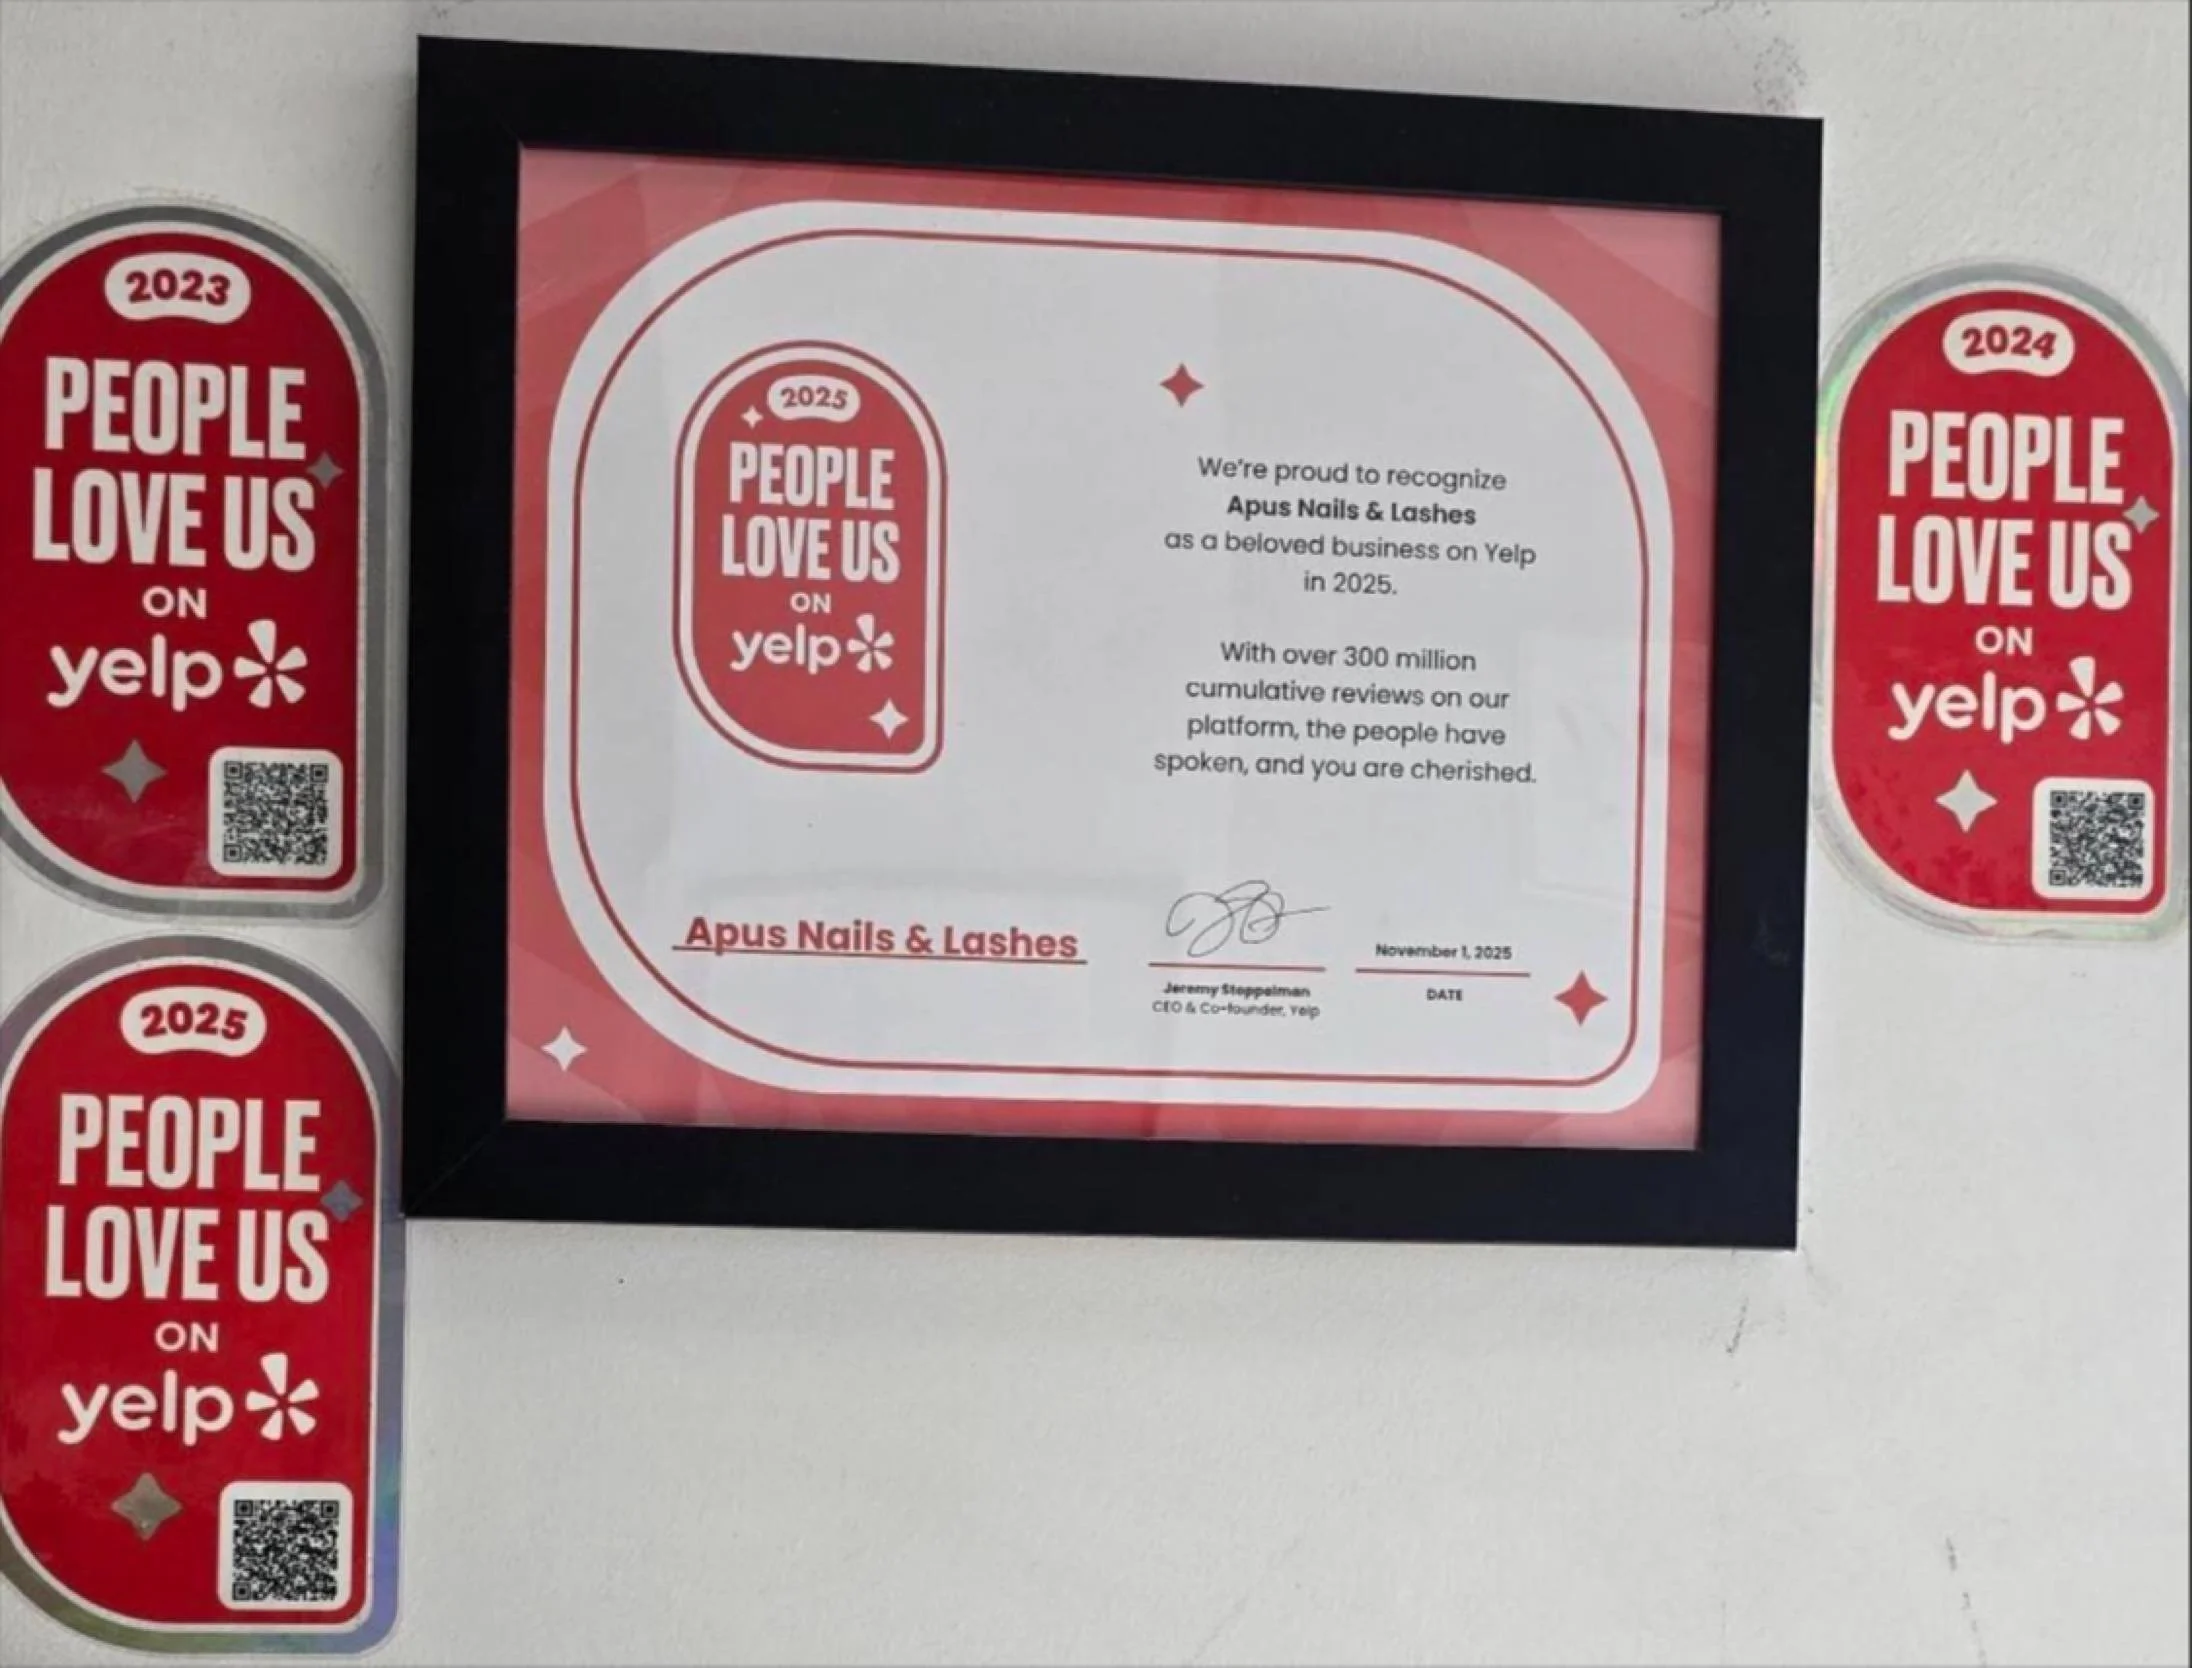 2023
PEOPLE
LOVE US
ON
yelp
2025
PEOPLE
LOVE US
ON
yelp
2025
PEOPLE
LOVE US
ON
yelp
We're proud to recognize
Apus Nails & Lashes
as a beloved business on Yelp
in 2025.
With over 300 million
cumulative reviews on our
platform, the people have
spoken, and you are cherished.
Apus Nails & Lashes
Jeremy Stoppelman
CEO & Co-founder, Yelp
November 1, 2025
DATE
2024
PEOPLE
LOVE US
ON
yelp